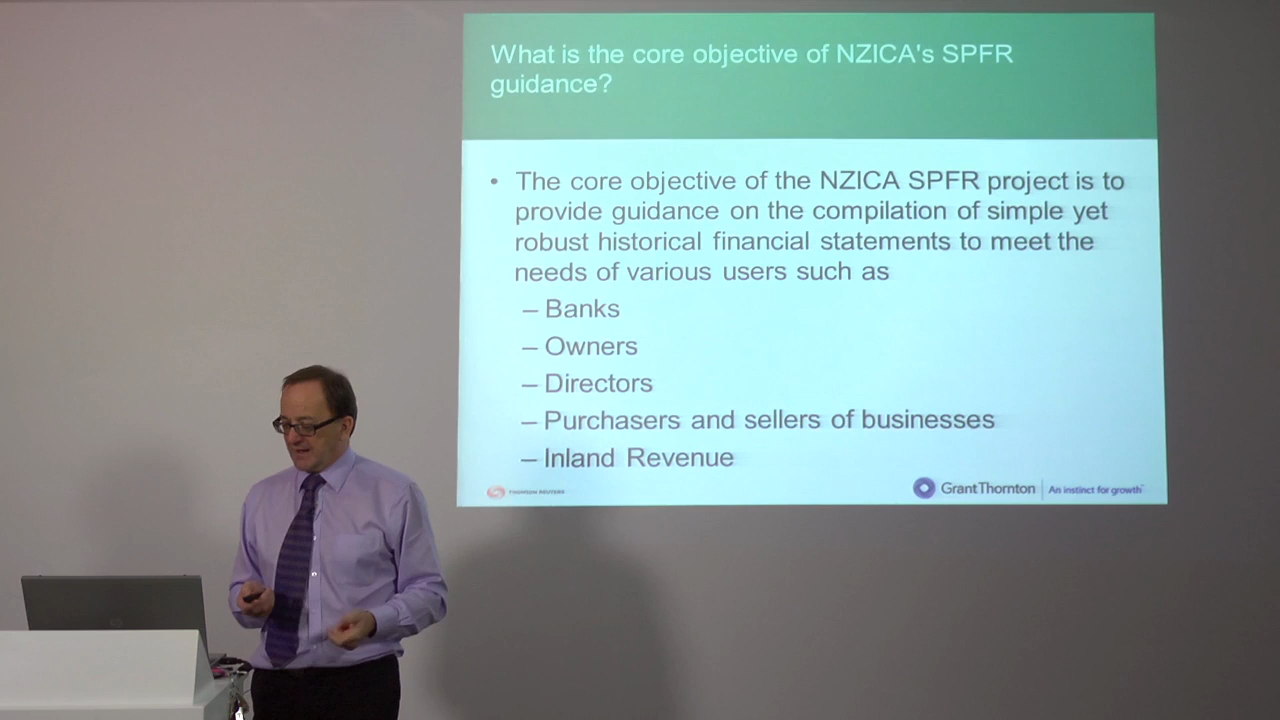 What is the core objective of NZICA's SPFR
guidance?
• The core objective of the NZICA SPFR project is to
provide guidance on the compilation of simple yet
robust historical financial statements to meet the
needs of various users such as
– Banks
– Owners
– Directors
– Purchasers and sellers of businesses
– Inland Revenue
THOMSON REUTERS
GrantThornton
An instinct for growth™